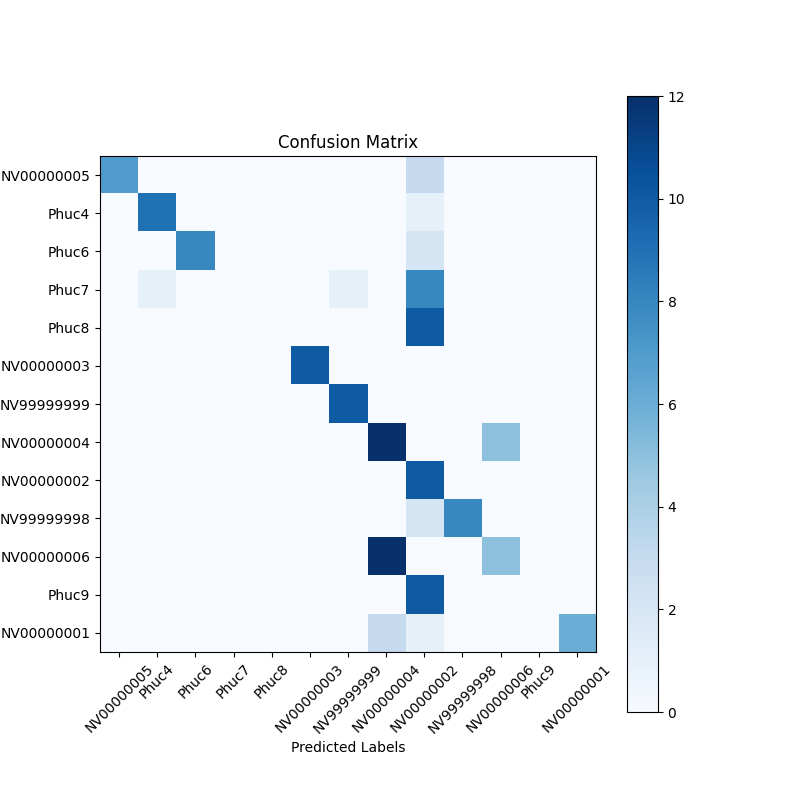 Confusion Matrix
NV00000005
Phuc4
Phuc6
Phuc7
Phuc8
NV00000003
NV99999999
NV00000004
NV00000002
NV99999998
NV00000006
Phuc9
NV00000001
NV00000005
Phuc4
Phuc6
Phuc7
Phuc8
NV00000003
NV99999999
NV00000004
NV00000002
NV99999998
NV00000006
Phuc9
NV00000001
Predicted Labels
12
10
8
6
4
2
0